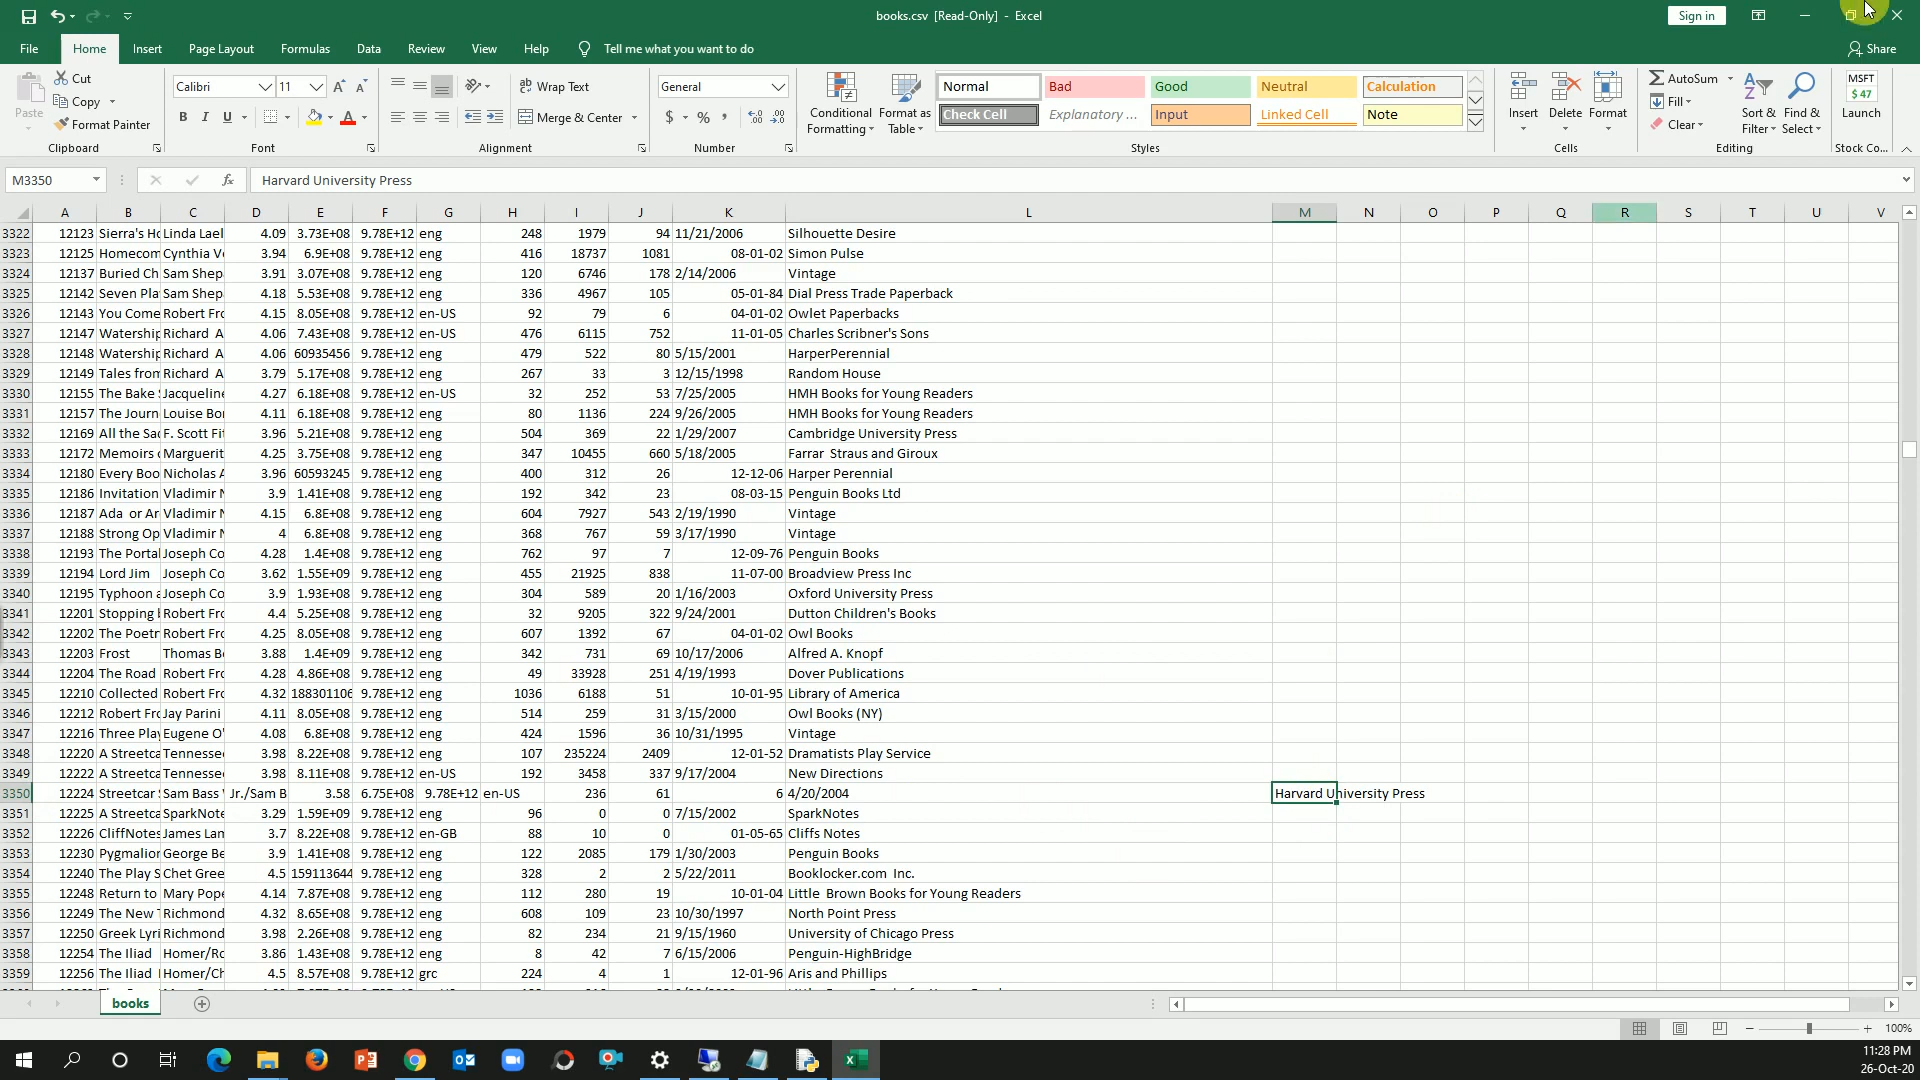 books.csv [Read-Only] - Excel
Sign in
File Home Insert Page Layout Formulas Data Review View Help Tell me what you want to do Share
Paste Cut Copy Format Painter Clipboard
Calibri 11 B I U Font
Wrap Text Merge & Center Alignment
General $ % Number
Conditional Formatting Format as Table
Normal Bad Good Neutral Calculation
Check Cell Explanatory ... Input Linked Cell Note
Styles
Insert Delete Format Cells
AutoSum Fill Clear Sort & Filter Find & Select Editing
MSFT $ 47 Launch Stock Co...
M3350 fx Harvard University Press
A B C D E F G H I J K L M N O P Q R S T U V
3322 12123 Sierra's Ho Linda Lael 4.09 3.73E+08 9.78E+12 eng 248 1979 94 11/21/2006 Silhouette Desire
3323 12125 Homecom Cynthia V 3.94 6.9E+08 9.78E+12 eng 416 18737 1081 08-01-02 Simon Pulse
3324 12137 Buried Ch Sam Shep 3.91 3.07E+08 9.78E+12 eng 120 6746 178 2/14/2006 Vintage
3325 12142 Seven Pla Sam Shep 4.18 5.53E+08 9.78E+12 eng 336 4967 105 05-01-84 Dial Press Trade Paperback
3326 12143 You Come Robert Fro 4.15 8.05E+08 9.78E+12 en-US 92 79 6 04-01-02 Owlet Paperbacks
3327 12147 Watership Richard A 4.06 7.43E+08 9.78E+12 en-US 476 6115 752 11-01-05 Charles Scribner's Sons
3328 12148 Watership Richard A 4.06 60935456 9.78E+12 eng 479 522 80 5/15/2001 HarperPerennial
3329 12149 Tales from Richard A 3.79 5.17E+08 9.78E+12 eng 267 33 3 12/15/1998 Random House
3330 12155 The Bake Jacqueline 4.27 6.18E+08 9.78E+12 en-US 32 252 53 7/25/2005 HMH Books for Young Readers
3331 12157 The Journ Louise Bor 4.11 6.18E+08 9.78E+12 eng 80 1136 224 9/26/2005 HMH Books for Young Readers
3332 12169 All the Sad F. Scott Fit 3.96 5.21E+08 9.78E+12 eng 504 369 22 1/29/2007 Cambridge University Press
3333 12172 Memoirs o Marguerit 4.25 3.75E+08 9.78E+12 eng 347 10455 660 5/18/2005 Farrar Straus and Giroux
3334 12180 Every Boo Nicholas A 3.96 60593245 9.78E+12 eng 400 312 26 12-12-06 Harper Perennial
3335 12186 Invitation Vladimir N 3.9 1.41E+08 9.78E+12 eng 192 342 23 08-03-15 Penguin Books Ltd
3336 12187 Ada or Ar Vladimir N 4.15 6.8E+08 9.78E+12 eng 604 7927 543 2/19/1990 Vintage
3337 12188 Strong Op Vladimir N 4 6.8E+08 9.78E+12 eng 368 767 59 3/17/1990 Vintage
3338 12193 The Portal Joseph Co 4.28 1.4E+08 9.78E+12 eng 762 97 7 12-09-76 Penguin Books
3339 12194 Lord Jim Joseph Co 3.62 1.55E+09 9.78E+12 eng 455 21925 838 11-07-00 Broadview Press Inc
3340 12195 Typhoon a Joseph Co 3.9 1.93E+08 9.78E+12 eng 304 589 20 1/16/2003 Oxford University Press
3341 12201 Stopping b Robert Fro 4.4 5.25E+08 9.78E+12 eng 32 9205 322 9/24/2001 Dutton Children's Books
3342 12202 The Poetr Robert Fro 4.25 8.05E+08 9.78E+12 eng 607 1392 67 04-01-02 Owl Books
3343 12203 Frost Thomas Be 3.88 1.4E+09 9.78E+12 eng 342 731 69 10/17/2006 Alfred A. Knopf
3344 12204 The Road Robert Fro 4.28 4.86E+08 9.78E+12 eng 49 33928 251 4/19/1993 Dover Publications
3345 12210 Collected Robert Fro 4.32 188301106 9.78E+12 eng 1036 6188 51 10-01-95 Library of America
3346 12212 Robert Fro Jay Parini 4.11 8.05E+08 9.78E+12 eng 514 259 31 3/15/2000 Owl Books (NY)
3347 12216 Three Play Eugene O' 4.08 6.8E+08 9.78E+12 eng 424 1596 36 10/31/1995 Vintage
3348 12220 A Streetca Tennessee 3.98 8.22E+08 9.78E+12 eng 107 235224 2409 12-01-52 Dramatists Play Service
3349 12222 A Streetca Tennessee 3.98 8.11E+08 9.78E+12 en-US 192 3458 337 9/17/2004 New Directions
3350 12224 Streetcar Sam Bass Jr./Sam B 3.58 6.75E+08 9.78E+12 en-US 236 61 6 4/20/2004 Harvard University Press
3351 12225 A Streetca SparkNote 3.29 1.59E+09 9.78E+12 eng 96 0 0 7/15/2002 SparkNotes
3352 12226 CliffNotes James Lam 3.7 8.22E+08 9.78E+12 en-GB 88 10 0 01-05-65 Cliffs Notes
3353 12230 Pygmalion George Be 3.9 1.41E+08 9.78E+12 eng 122 2085 179 1/30/2003 Penguin Books
3354 12240 The Play S Chet Gree 4.5 159113644 9.78E+12 eng 328 2 2 5/22/2011 Booklocker.com Inc.
3355 12248 Return to Mary Pope 4.14 7.87E+08 9.78E+12 eng 112 280 19 10-01-04 Little Brown Books for Young Readers
3356 12249 The New T Richmond 4.32 8.65E+08 9.78E+12 eng 608 109 23 10/30/1997 North Point Press
3357 12250 Greek Lyri Richmond 3.98 2.26E+08 9.78E+12 eng 82 234 21 9/15/1960 University of Chicago Press
3358 12254 The Iliad Homer/Ro 3.86 1.43E+08 9.78E+12 eng 8 42 7 6/15/2006 Penguin-HighBridge
3359 12256 The Iliad Homer/Ch 4.5 8.57E+08 9.78E+12 grc 224 4 1 12-01-96 Aris and Phillips
books
100%
11:28 PM
26-Oct-20